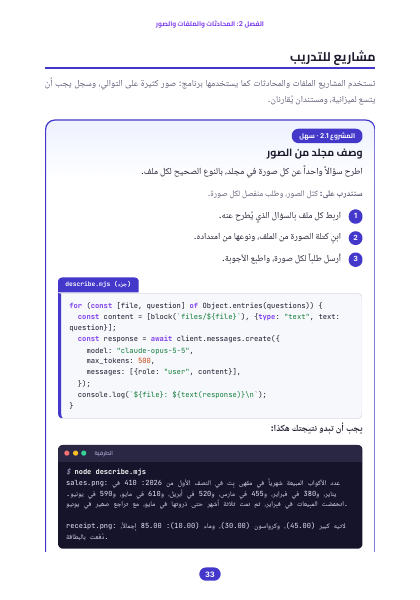 الفصل 2: المحادثات والملفات والصور
مشاريع للتدريب
تستخدم المشاريع الملفات والمحادثات كما يستخدمها برنامج: صور كثيرة على التوالي، وسجل يجب أن
يتسع لميزانية، ومستندان يُقارنان.
المشروع 2.1 · سهل
وصف مجلد من الصور
اطرح سؤالاً واحداً عن كل صورة في مجلد، بالنوع الصحيح لكل ملف.
ستتدرب على: كتل الصور، وطلب منفصل لكل صورة.
1 اربط كل ملف بالسؤال الذي يُطرح عنه.
2 ابنِ كتلة الصورة من الملف، ونوعها من امتداده.
3 أرسل طلباً لكل صورة، واطبع الأجوبة.
describe.mjs (جزء)
for (const [file, question] of Object.entries(questions)) {
const content = [block(`files/${file}`), {type: "text", text:
question}];
const response = await client.messages.create({
model: "claude-opus-5-5",
max_tokens: 500,
messages: [{role: "user", content}],
});
console.log(`${file}: ${text(response)}\n`);
}
يجب أن تبدو نتيجتك هكذا:
الطرفية
$ node describe.mjs
sales.png: عدد الأكواب المبيعة شهرياً في مقهى بِت في النصف الأول من 2026: 410 في
يناير، و380 في فبراير، و455 في مارس، و520 في أبريل، و610 في مايو، و590 في يونيو.
انخفضت المبيعات في فبراير، ثم نمت ثلاثة أشهر حتى ذروتها في مايو، مع تراجع صغير في يونيو.
receipt.png: لاتيه كبير (45.00)، وكرواسون (30.00)، وماء (10.00): 85.00 إجمالاً،
دُفعت بالبطاقة.
33